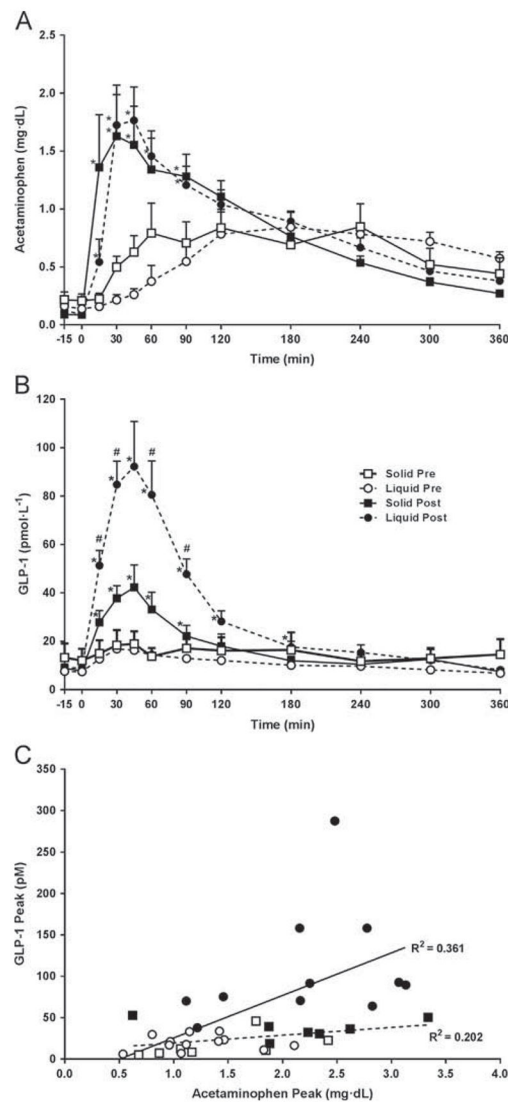 A
2.5
2.0
1.5
1.0
0.5
0.0
Acetaminophen (mg·dL)
-15 0 30 60 90 120 180 240 300 360
Time (min)
* * * * * * * * *
B
120
100
80
60
40
20
0
GLP-1 (pmol·L-1)
# # # #
* * * * * * * * * * * *
Solid Pre
Liquid Pre
Solid Post
Liquid Post
-15 0 30 60 90 120 180 240 300 360
Time (min)
C
350
300
250
200
150
100
50
0
GLP-1 Peak (pM)
R2 = 0.361
R2 = 0.202
0.0 0.5 1.0 1.5 2.0 2.5 3.0 3.5 4.0
Acetaminophen Peak (mg·dL)